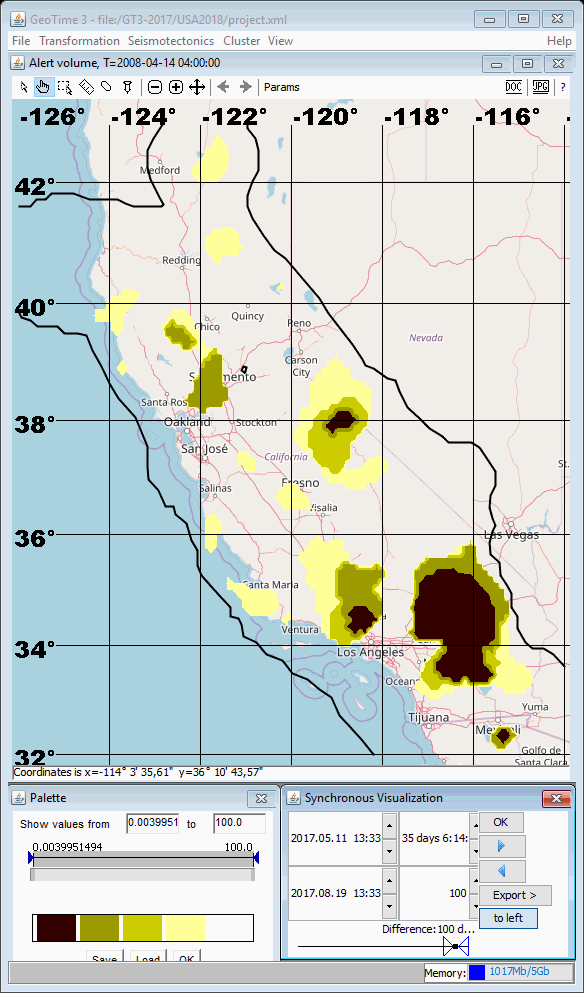 GeoTime 3 - file:/GT3-2017/USA2018/project.xml
File Transformation Seismotectonics Cluster View Help
Alert volume, T=2008-04-14 04:00:00
Params DOC JPG ?
-126° -124° -122° -120° -118° -116°
Medford
42°
Redding
40°
Quincy
Chico
Reno
Nevada
Carson
City
mento
Santa Ros
38°
Oakland
Stockton
San José
California
Fresno
Salinas
Visalia
St.
36°
Las Vegas
Santa Maria
Ventura
34°
Los Angeles
Oceans
Yuma
Tijuana
Golfo de
32°
Santa Clara
Coordinates is x=-114° 3' 35,61" y=36° 10' 43,57"
Palette
Show values from 0.0039951 to 100.0
0.0039951494 100.0
Save Load OK
Synchronous Visualization
2017.05.11 13:33 35 days 6:14: OK
2017.08.19 13:33 100
Export >
to left
Difference:100 d...
Memory: 1017Mb/5Gb